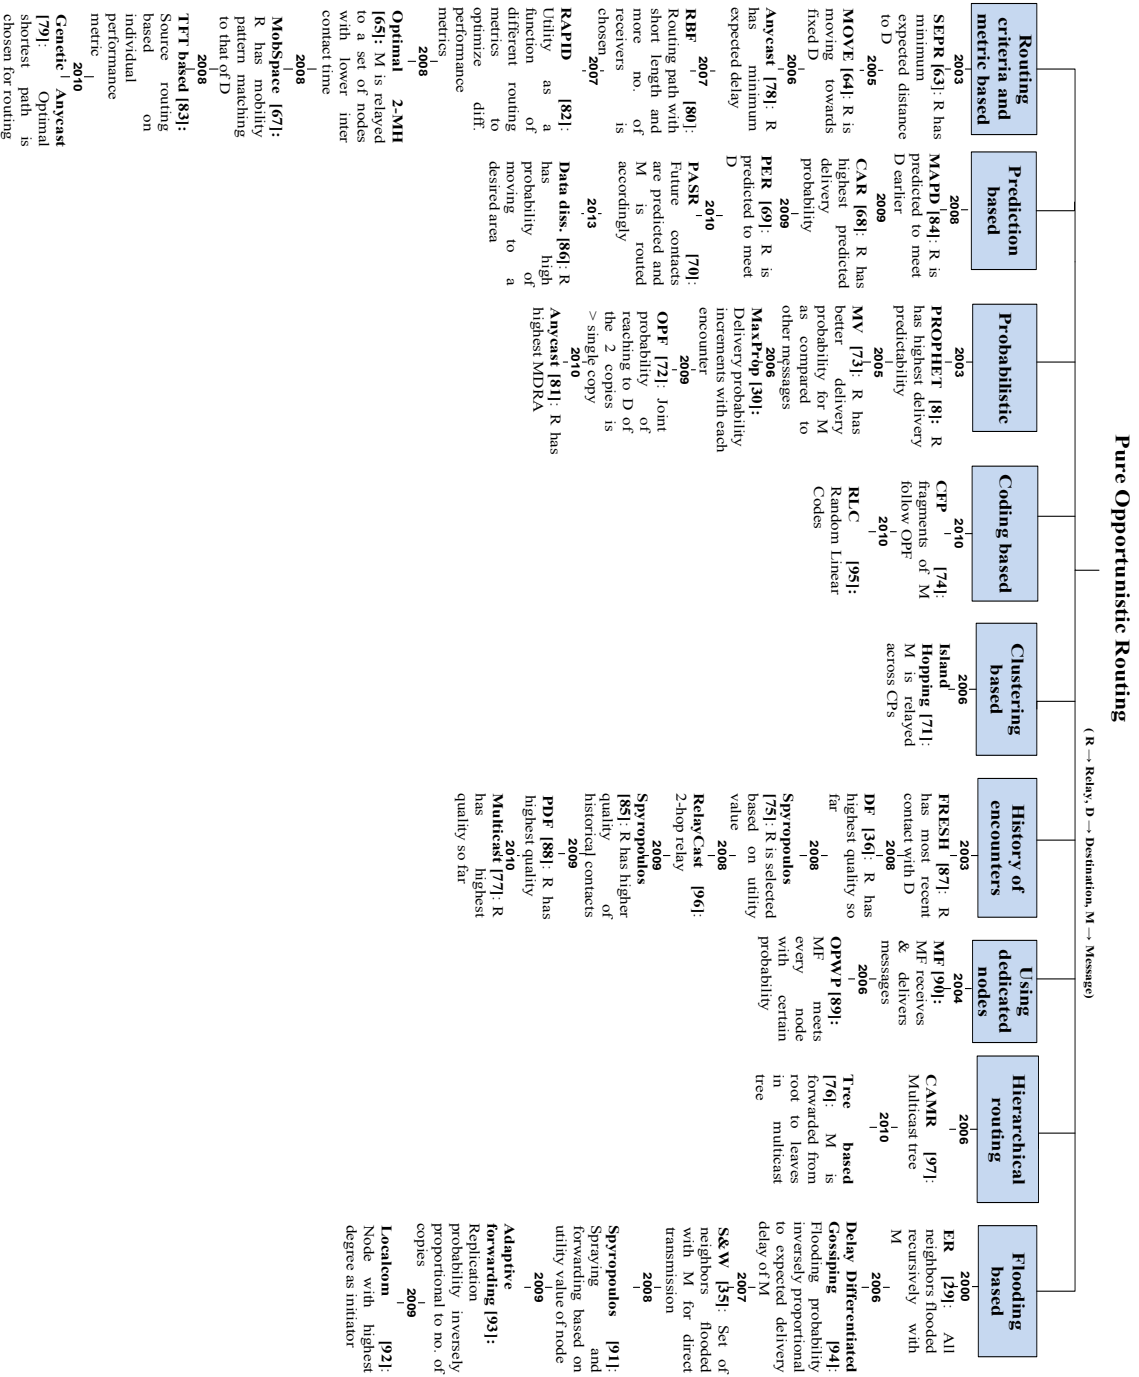 Pure Opportunistic Routing
( R → Relay, D → Destination, M → Message)
Routing
criteria and
metric based
2003
SEPR [63]: R has
minimum
expected distance
to D
2005
MOVE [64]: R is
moving towards
fixed D
2006
Anycast [78]: R
has minimum
expected delay
2007
RBF [80]:
Routing path with
short length and
more no. of
receivers is
chosen
2007
RAPID [82]:
Utility as a
function of
different routing
metrics to
optimize diff.
performance
metrics
2008
Optimal 2-MH
[65]: M is relayed
to a set of nodes
with lower inter
contact time
2008
MobSpace [67]:
R has mobility
pattern matching
to that of D
2008
TFT based [83]:
Source routing
based on
individual
performance
metric
2010
Genetic Anycast
[79]: Optimal
shortest path is
chosen for routing
Prediction
based
2008
MAPD [84]: R is
predicted to meet
D earlier
2009
CAR [68]: R has
highest predicted
delivery
probability
2009
PER [69]: R is
predicted to meet
D
2010
PASR [70]:
Future contacts
are predicted and
M is routed
accordingly
2013
Data diss. [86]: R
has high
probability of
moving to a
desired area
Probabilistic
2003
PROPHET [8]: R
has highest delivery
predictability
2005
MV [73]: R has
better delivery
probability for M
as compared to
other messages
2006
MaxProp [30]:
Delivery probability
increments with each
encounter
2009
OPF [72]: Joint
probability of
reaching to D of
the 2 copies is
> single copy
2010
Anycast [81]: R has
highest MDRA
Coding based
2010
CFP [74]:
fragments of M
follow OPF
2010
RLC [95]:
Random Linear
Codes
Clustering
based
2006
Island
Hopping [71]:
M is relayed
across CPs
History of
encounters
2003
FRESH [87]: R
has most recent
contact with D
2008
DF [36]: R has
highest quality so
far
2008
Spyropoulos
[75]: R is selected
based on utility
value
2008
RelayCast [96]:
2-hop relay
2009
Spyropoulos
[85]: R has higher
quality of
historical contacts
2009
PDF [88]: R has
highest quality
2010
Multicast [77]: R
has highest
quality so far
Using
dedicated
nodes
2004
MF [90]:
MF receives
& delivers
messages
2006
OPWP [89]:
MF meets
every node
with certain
probability
Hierarchical
routing
2006
CAMR [97]:
Multicast tree
2010
Tree based
[76]: M is
forwarded from
root to leaves
in multicast
tree
Flooding
based
2000
ER [29]: All
neighbors flooded
recursively with
M
2006
Delay Differentiated
Gossiping [94]:
Flooding probability
inversely proportional
to expected delivery
delay of M
2007
S&W [35]: Set of
neighbors flooded
with M for direct
transmission
2008
Spyropoulos [91]:
Spraying and
forwarding based on
utility value of node
2009
Adaptive
forwarding [93]:
Replication
probability inversely
proportional to no. of
copies
2009
Localcom [92]:
Node with highest
degree as initiator